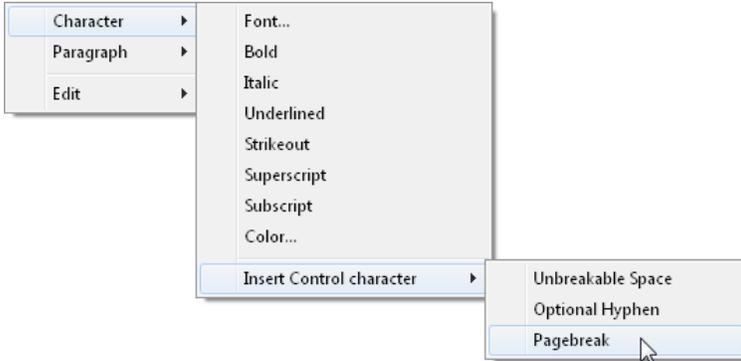 Character
Paragraph
Edit
Font...
Bold
Italic
Underlined
Strikeout
Superscript
Subscript
Color...
Insert Control character
Unbreakable Space
Optional Hyphen
Pagebreak